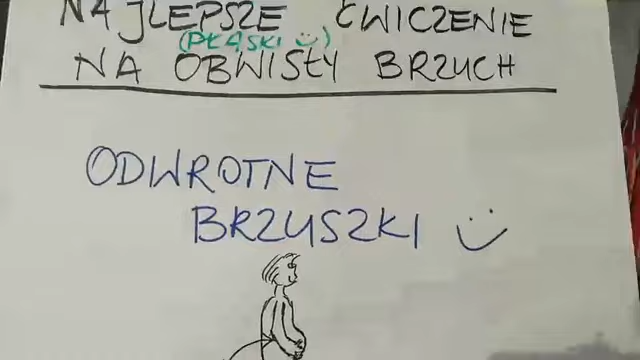 NAJLEPSZE ĆWICZENIE
(PŁASKI :))
NA OBWISŁY BRZUCH
ODWROTNE
BRZUSZKI :)